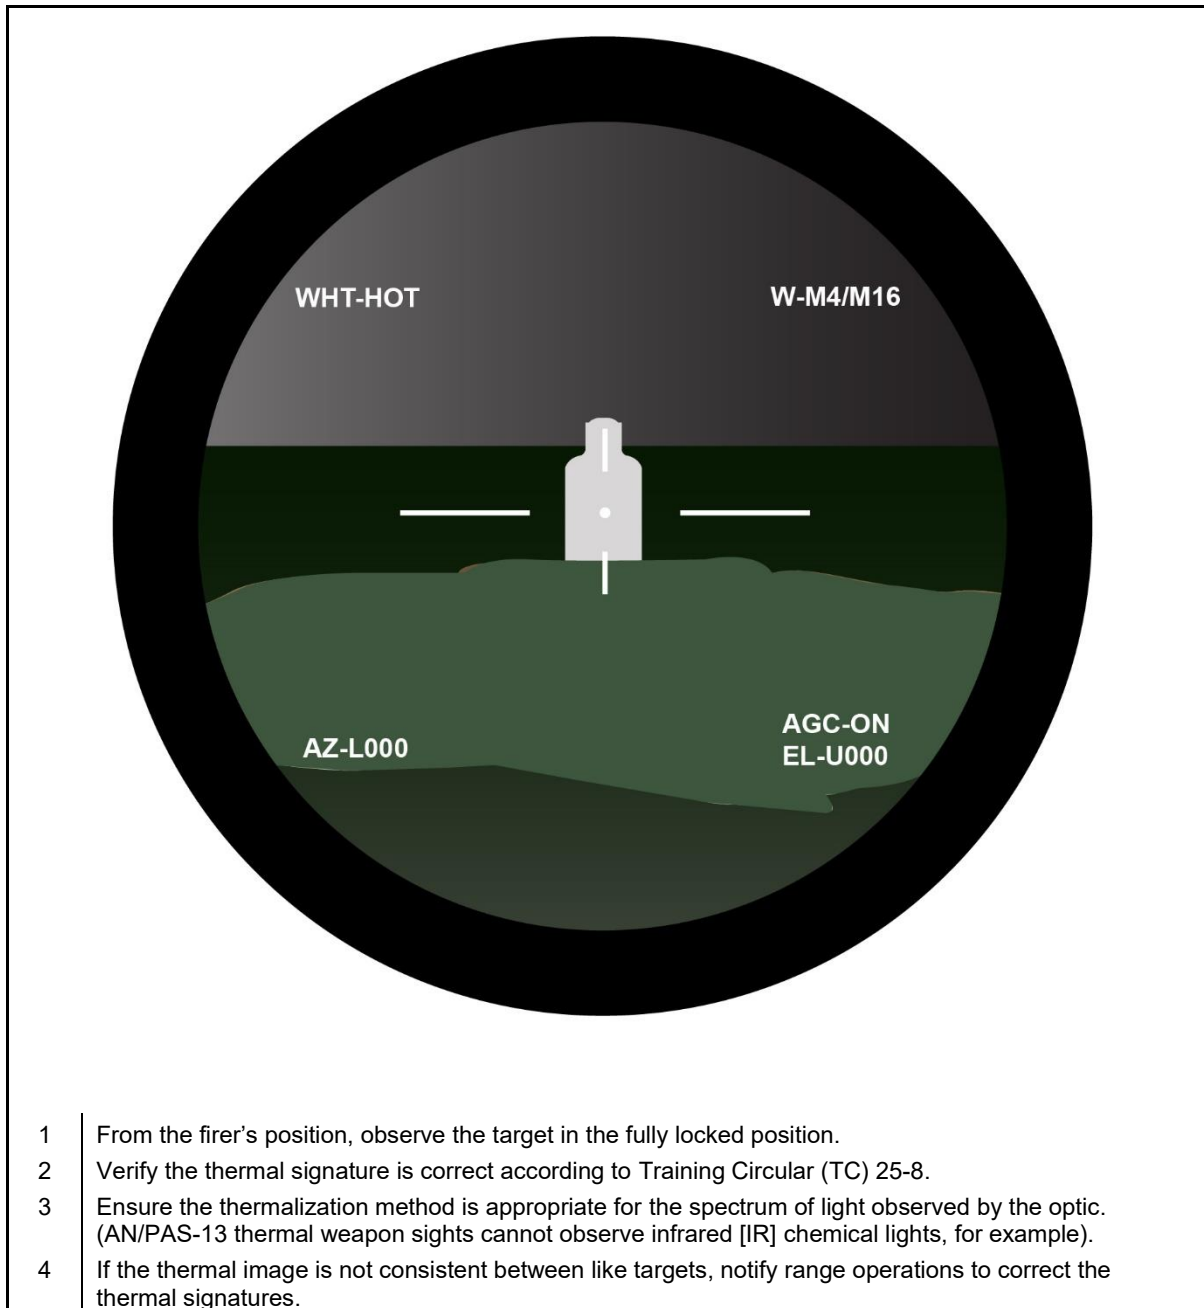 WHT-HOT
W-M4/M16
AZ-L000
AGC-ON
EL-U000
1 From the firer’s position, observe the target in the fully locked position.
2 Verify the thermal signature is correct according to Training Circular (TC) 25-8.
3 Ensure the thermalization method is appropriate for the spectrum of light observed by the optic.
(AN/PAS-13 thermal weapon sights cannot observe infrared [IR] chemical lights, for example).
4 If the thermal image is not consistent between like targets, notify range operations to correct the
thermal signatures.